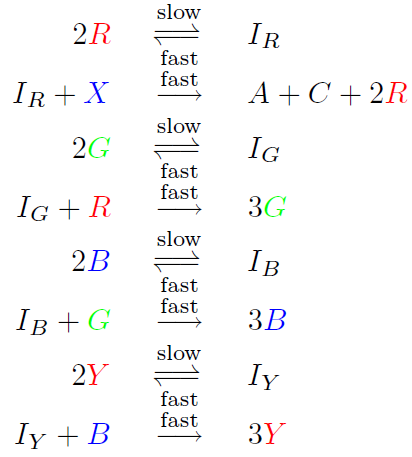 slow
2R ⇌ I_R
fast
fast
I_R + X → A + C + 2R
slow
2G ⇌ I_G
fast
fast
I_G + R → 3G
slow
2B ⇌ I_B
fast
fast
I_B + G → 3B
slow
2Y ⇌ I_Y
fast
fast
I_Y + B → 3Y